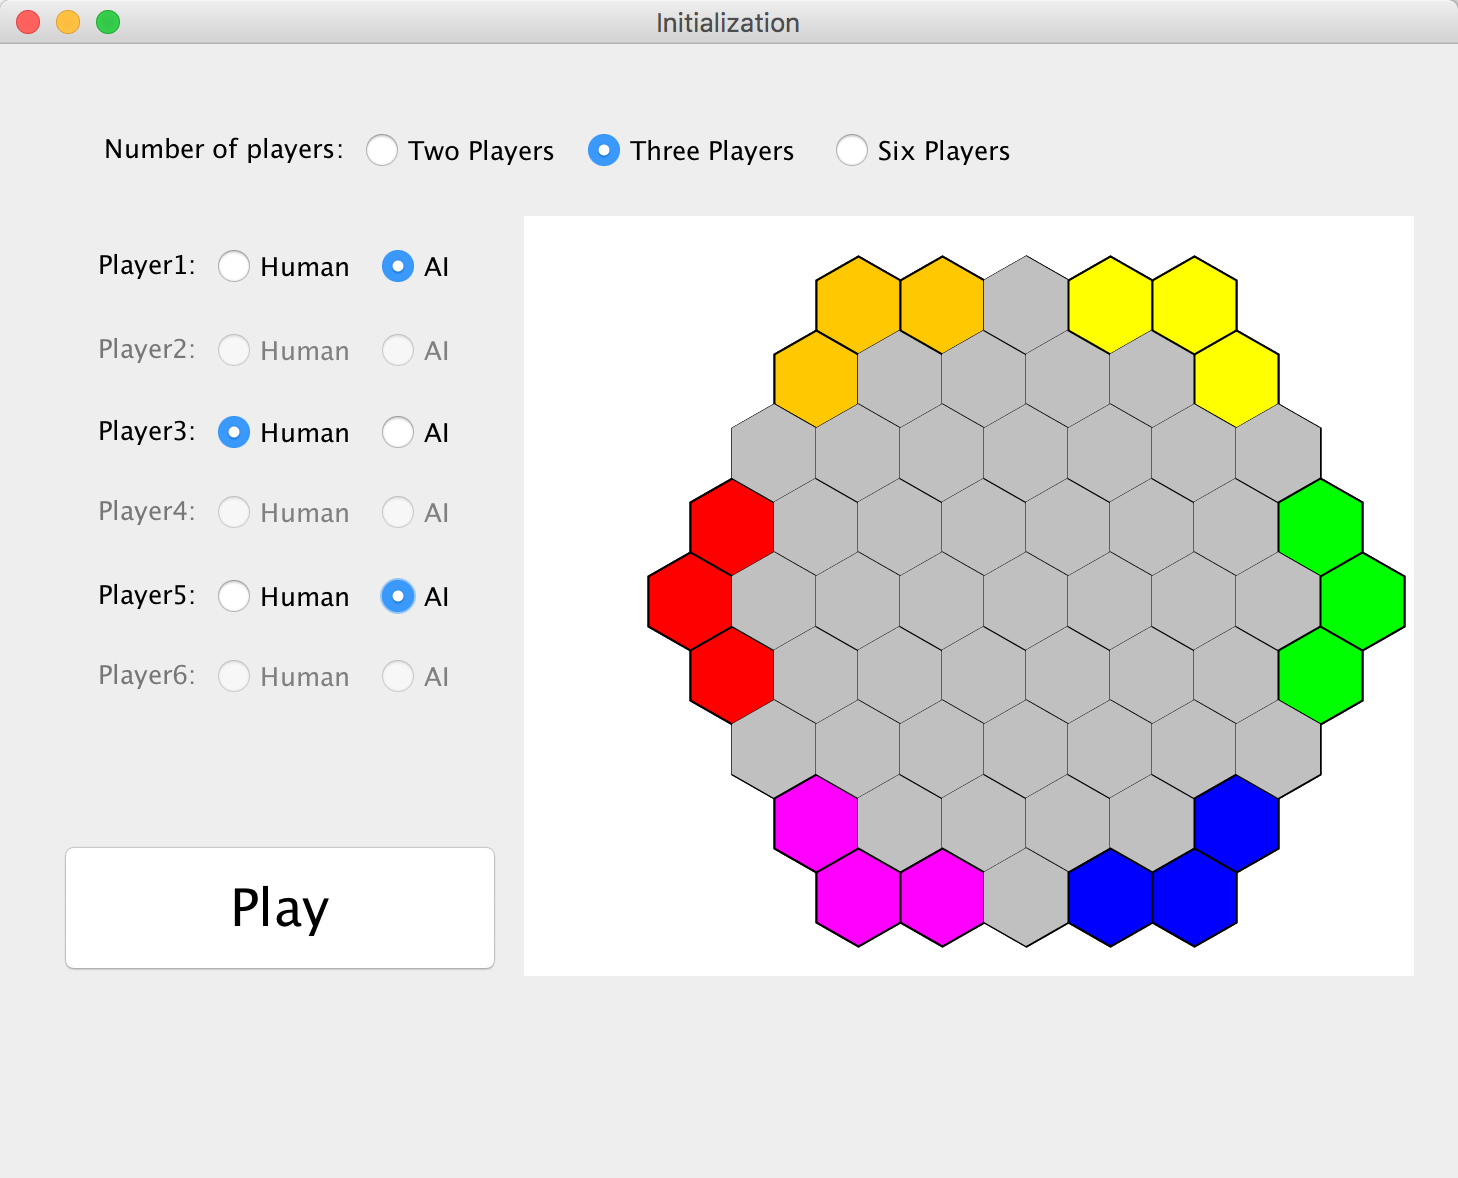 Initialization
Number of players: Two Players Three Players Six Players
Player1: Human AI
Player2: Human AI
Player3: Human AI
Player4: Human AI
Player5: Human AI
Player6: Human AI
Play